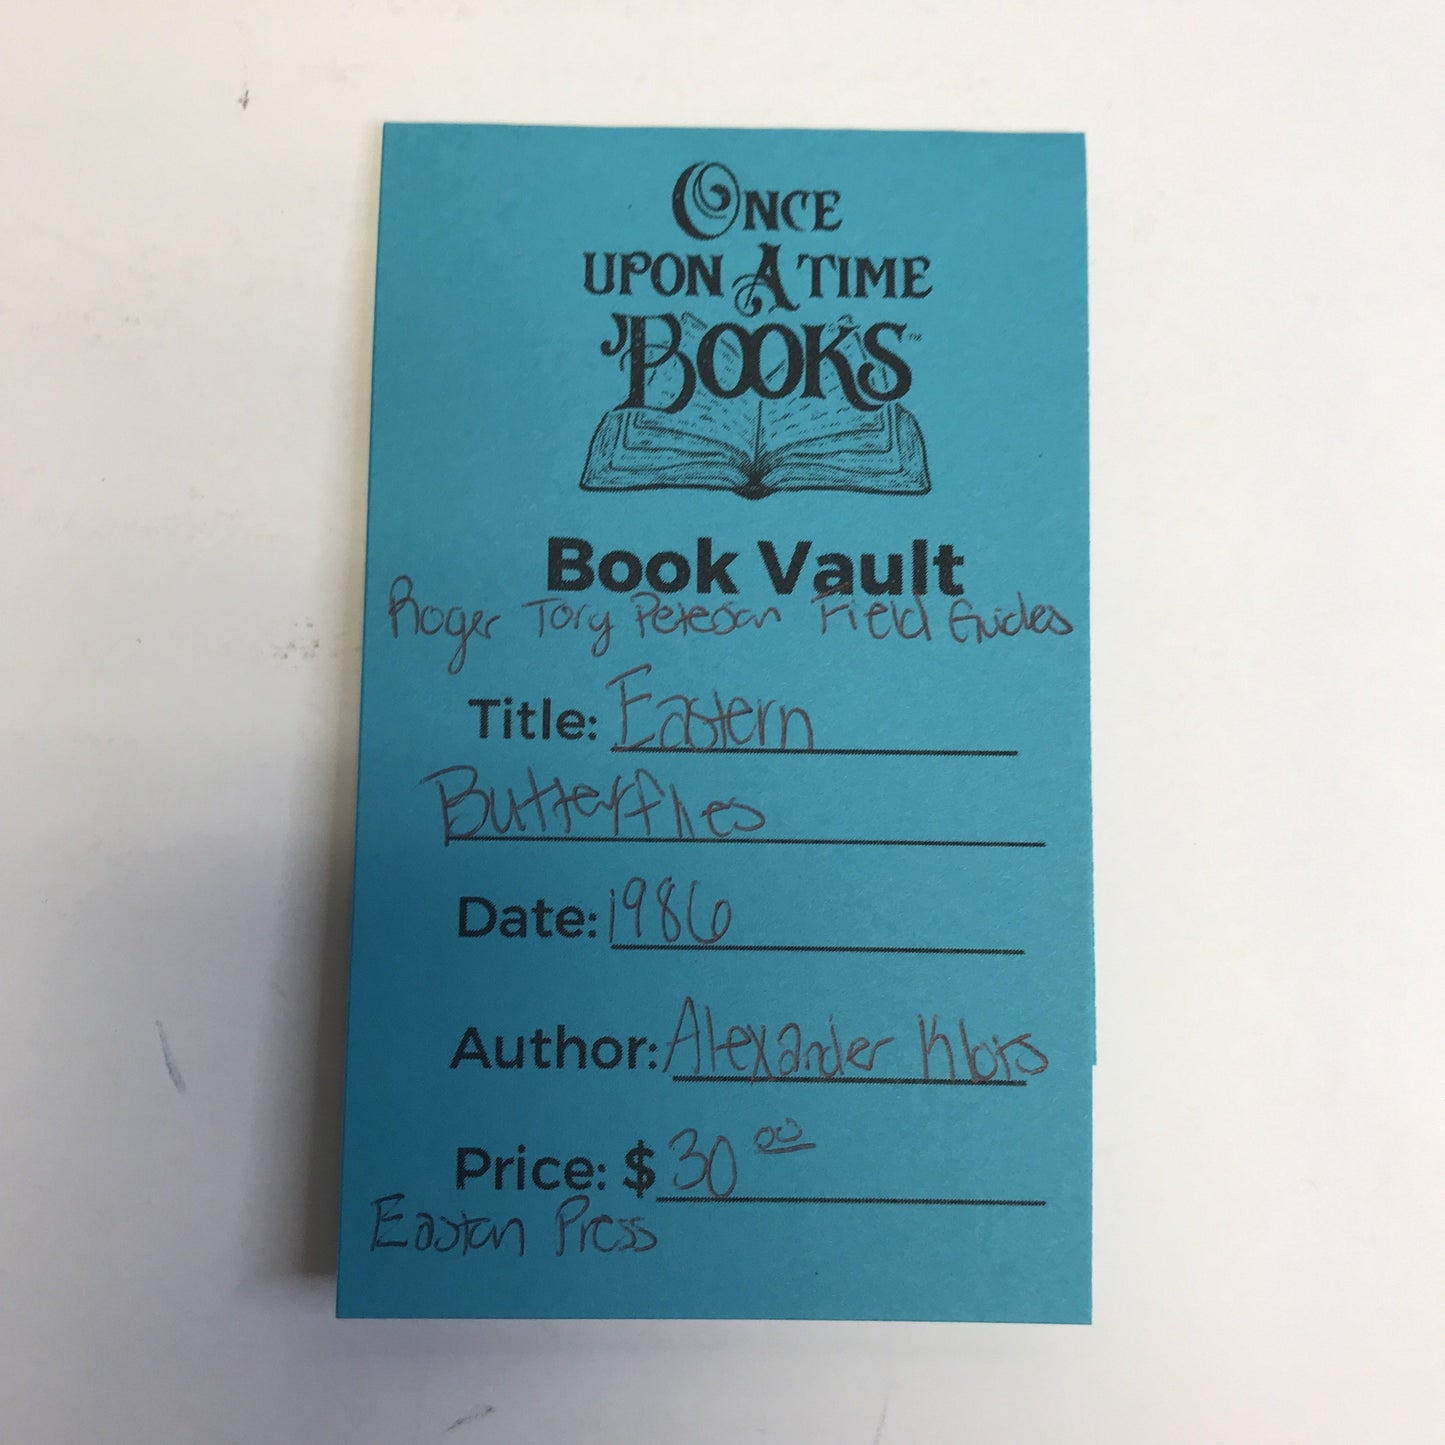 ONCE
UPON A TIME
BOOKS™
Book Vault
Roger Tory Peterson Field Guides
Title: Eastern
Butterflies
Date: 1986
Author: Alexander Klots
Price: $ 30 00
Easton Press